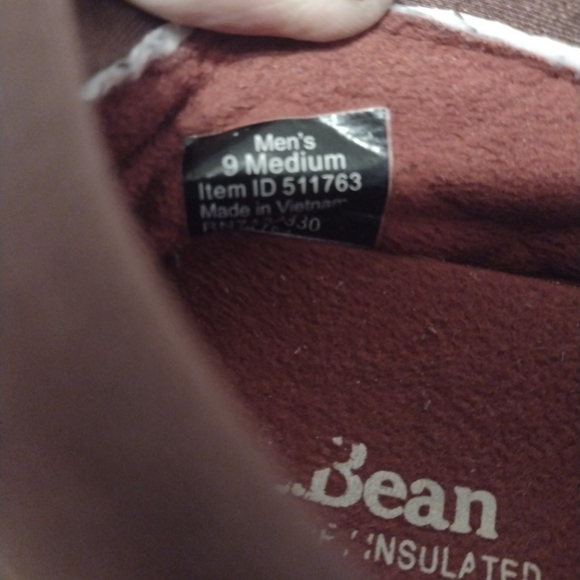 Men's
9 Medium
Item ID 511763
Made in Vietnam
Bean
INSULATED